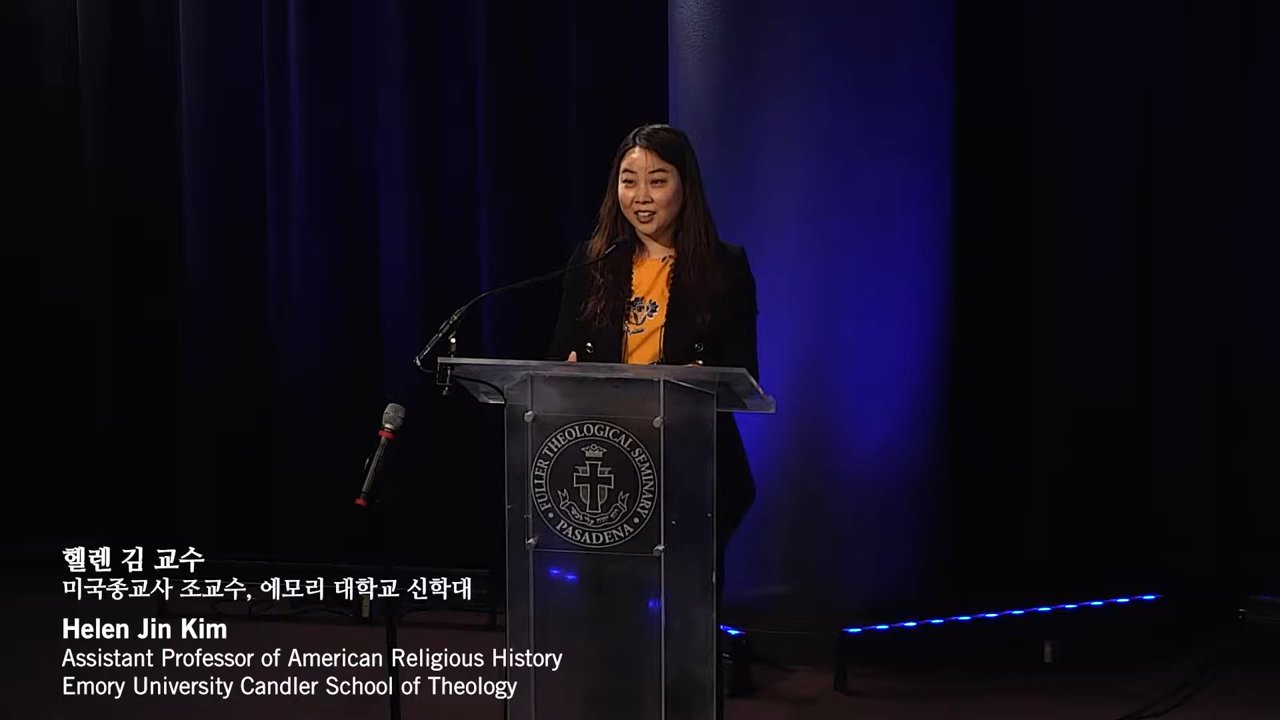 FULLER THEOLOGICAL SEMINARY
• PASADENA •
헬렌 김 교수
미국종교사 조교수, 에모리 대학교 신학대
Helen Jin Kim
Assistant Professor of American Religious History
Emory University Candler School of Theology